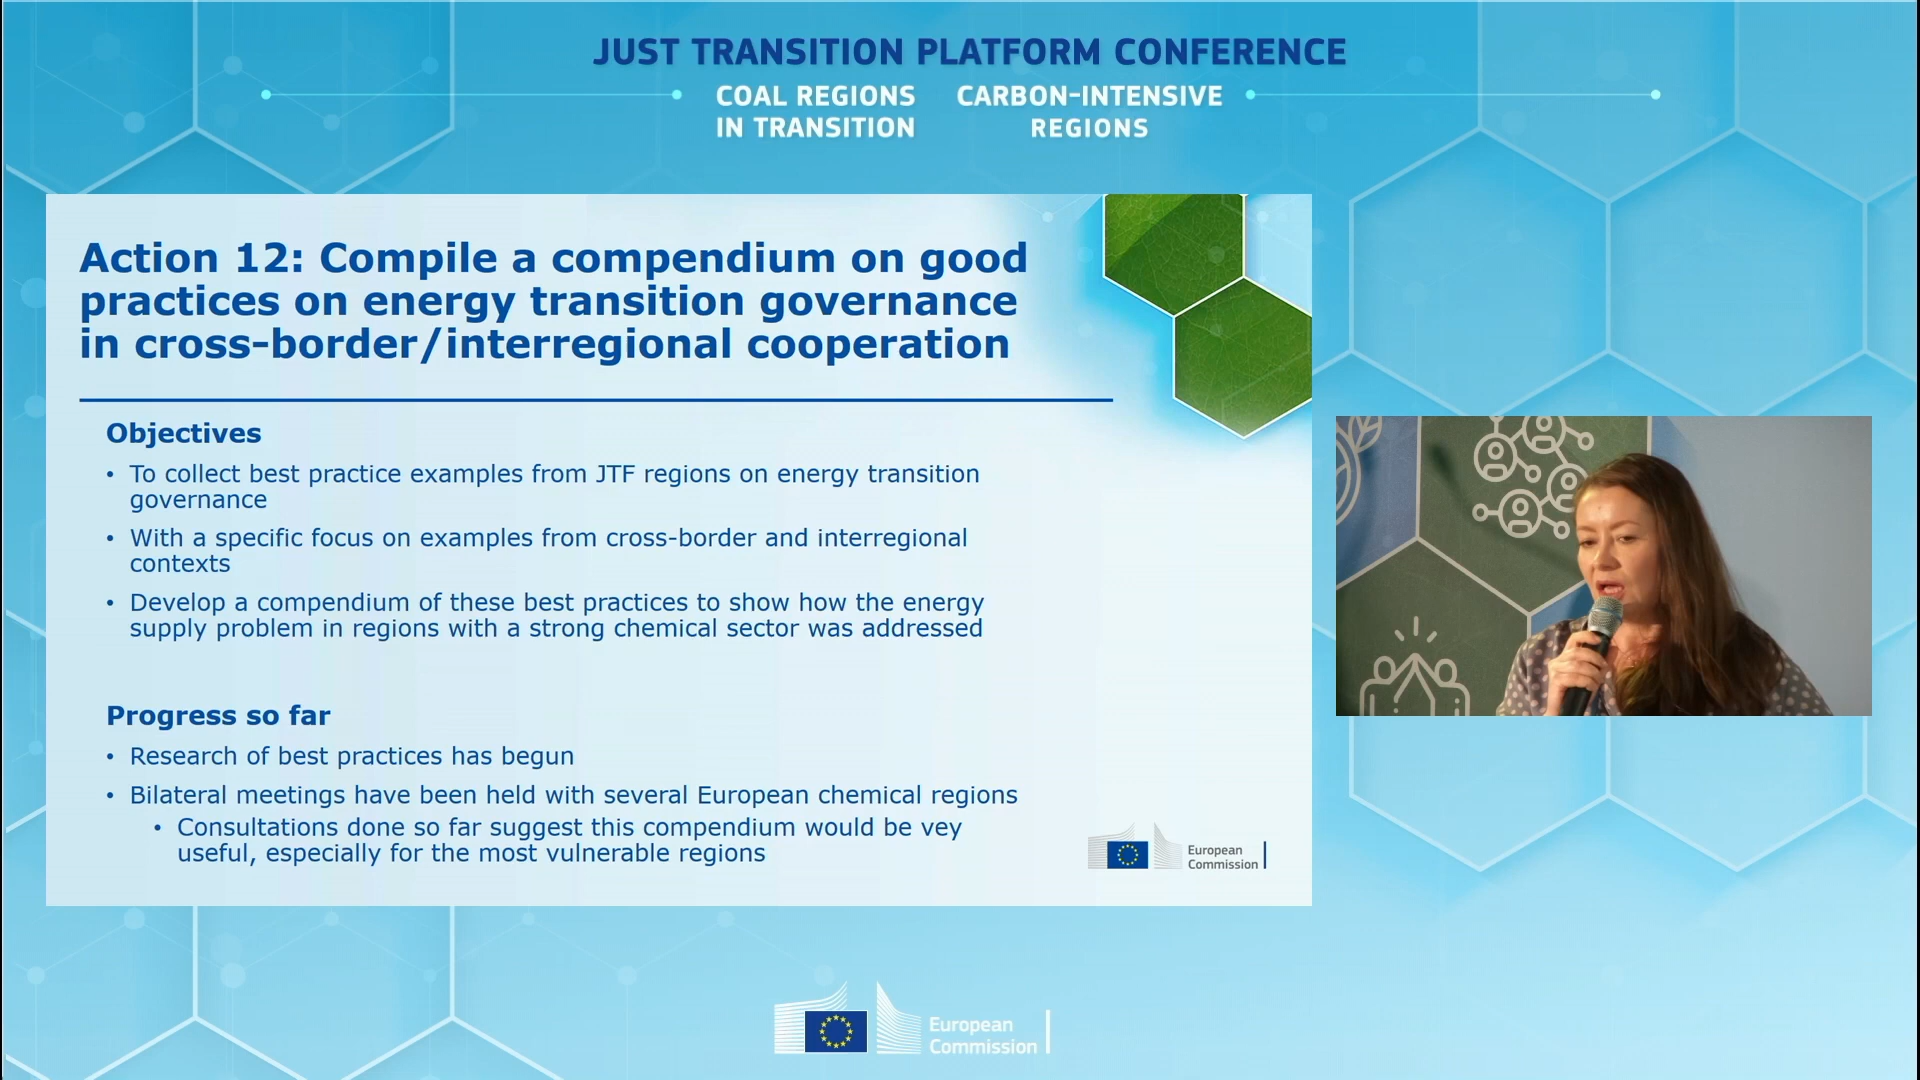 JUST TRANSITION PLATFORM CONFERENCE
COAL REGIONS
IN TRANSITION
CARBON-INTENSIVE
REGIONS
Action 12: Compile a compendium on good
practices on energy transition governance
in cross-border/interregional cooperation
Objectives
• To collect best practice examples from JTF regions on energy transition
governance
• With a specific focus on examples from cross-border and interregional
contexts
• Develop a compendium of these best practices to show how the energy
supply problem in regions with a strong chemical sector was addressed
Progress so far
• Research of best practices has begun
• Bilateral meetings have been held with several European chemical regions
• Consultations done so far suggest this compendium would be vey
useful, especially for the most vulnerable regions
European
Commission
European
Commission